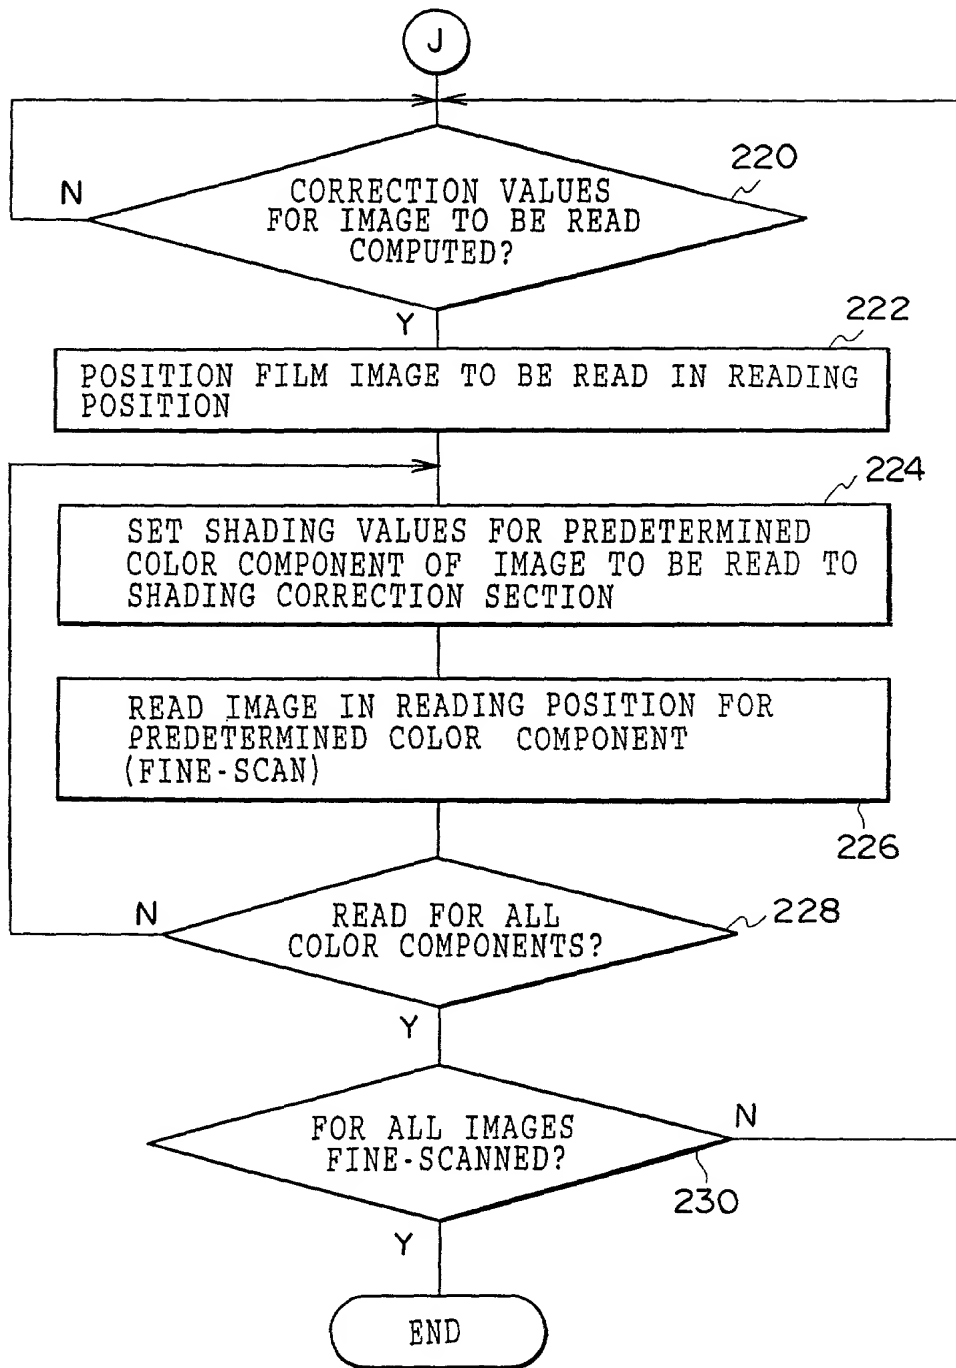 J
220
N
CORRECTION VALUES
FOR IMAGE TO BE READ
COMPUTED?
Y
222
POSITION FILM IMAGE TO BE READ IN READING
POSITION
224
SET SHADING VALUES FOR PREDETERMINED
COLOR COMPONENT OF IMAGE TO BE READ TO
SHADING CORRECTION SECTION
READ IMAGE IN READING POSITION FOR
PREDETERMINED COLOR COMPONENT
(FINE-SCAN)
226
N
228
READ FOR ALL
COLOR COMPONENTS?
Y
N
FOR ALL IMAGES
FINE-SCANNED?
230
Y
END